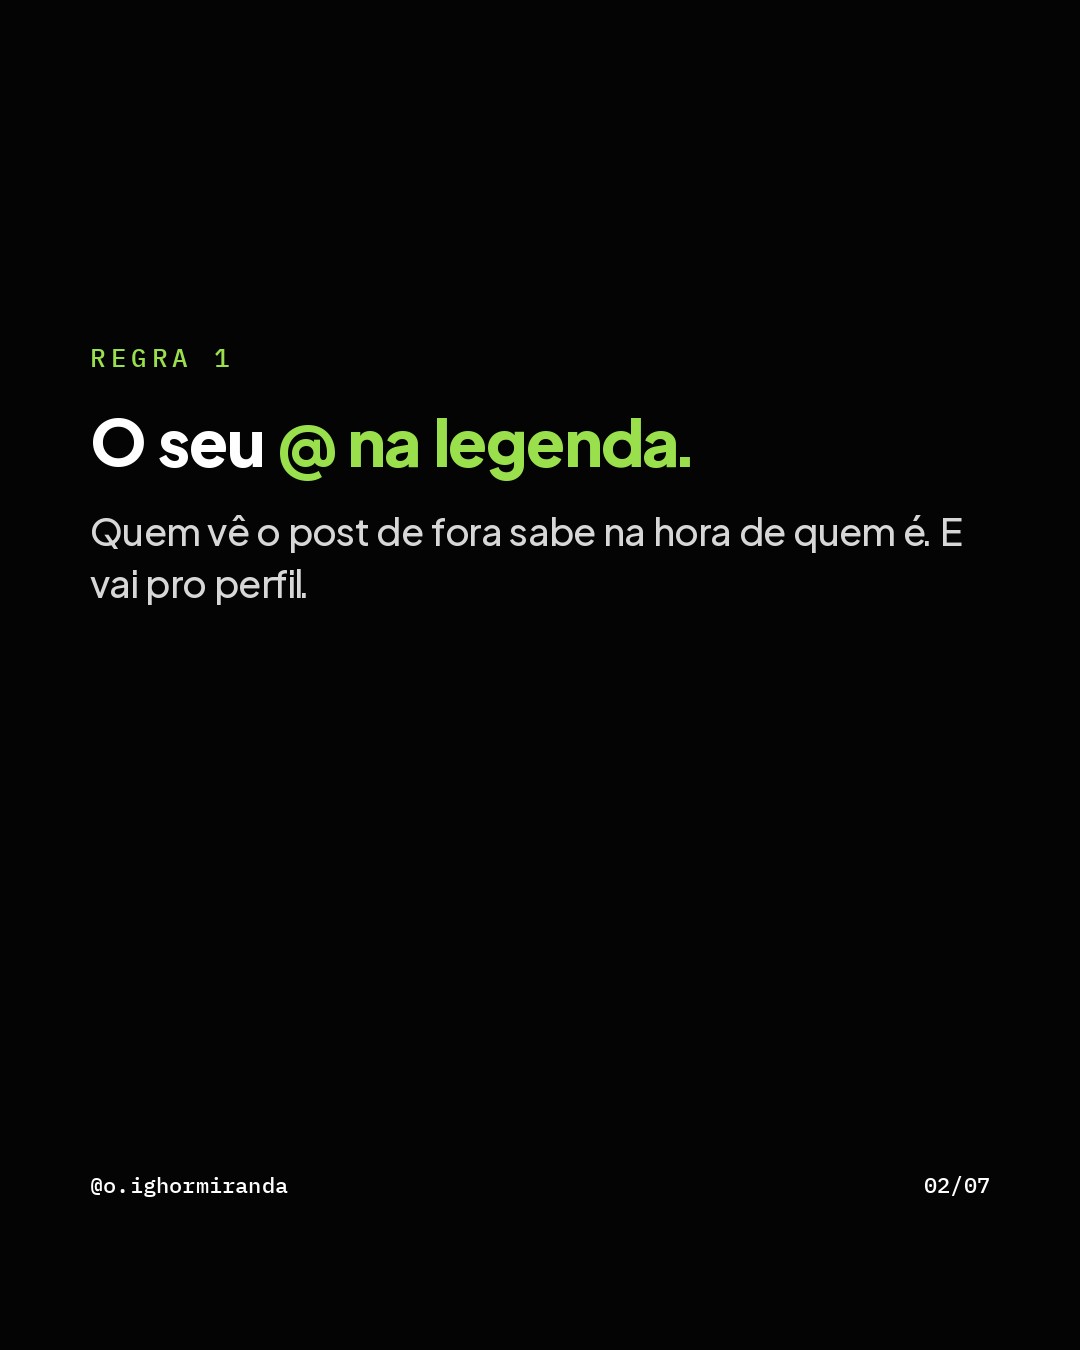 REGRA 1
O seu @ na legenda.
Quem vê o post de fora sabe na hora de quem é. E
vai pro perfil.
@o.ighormiranda
02/07